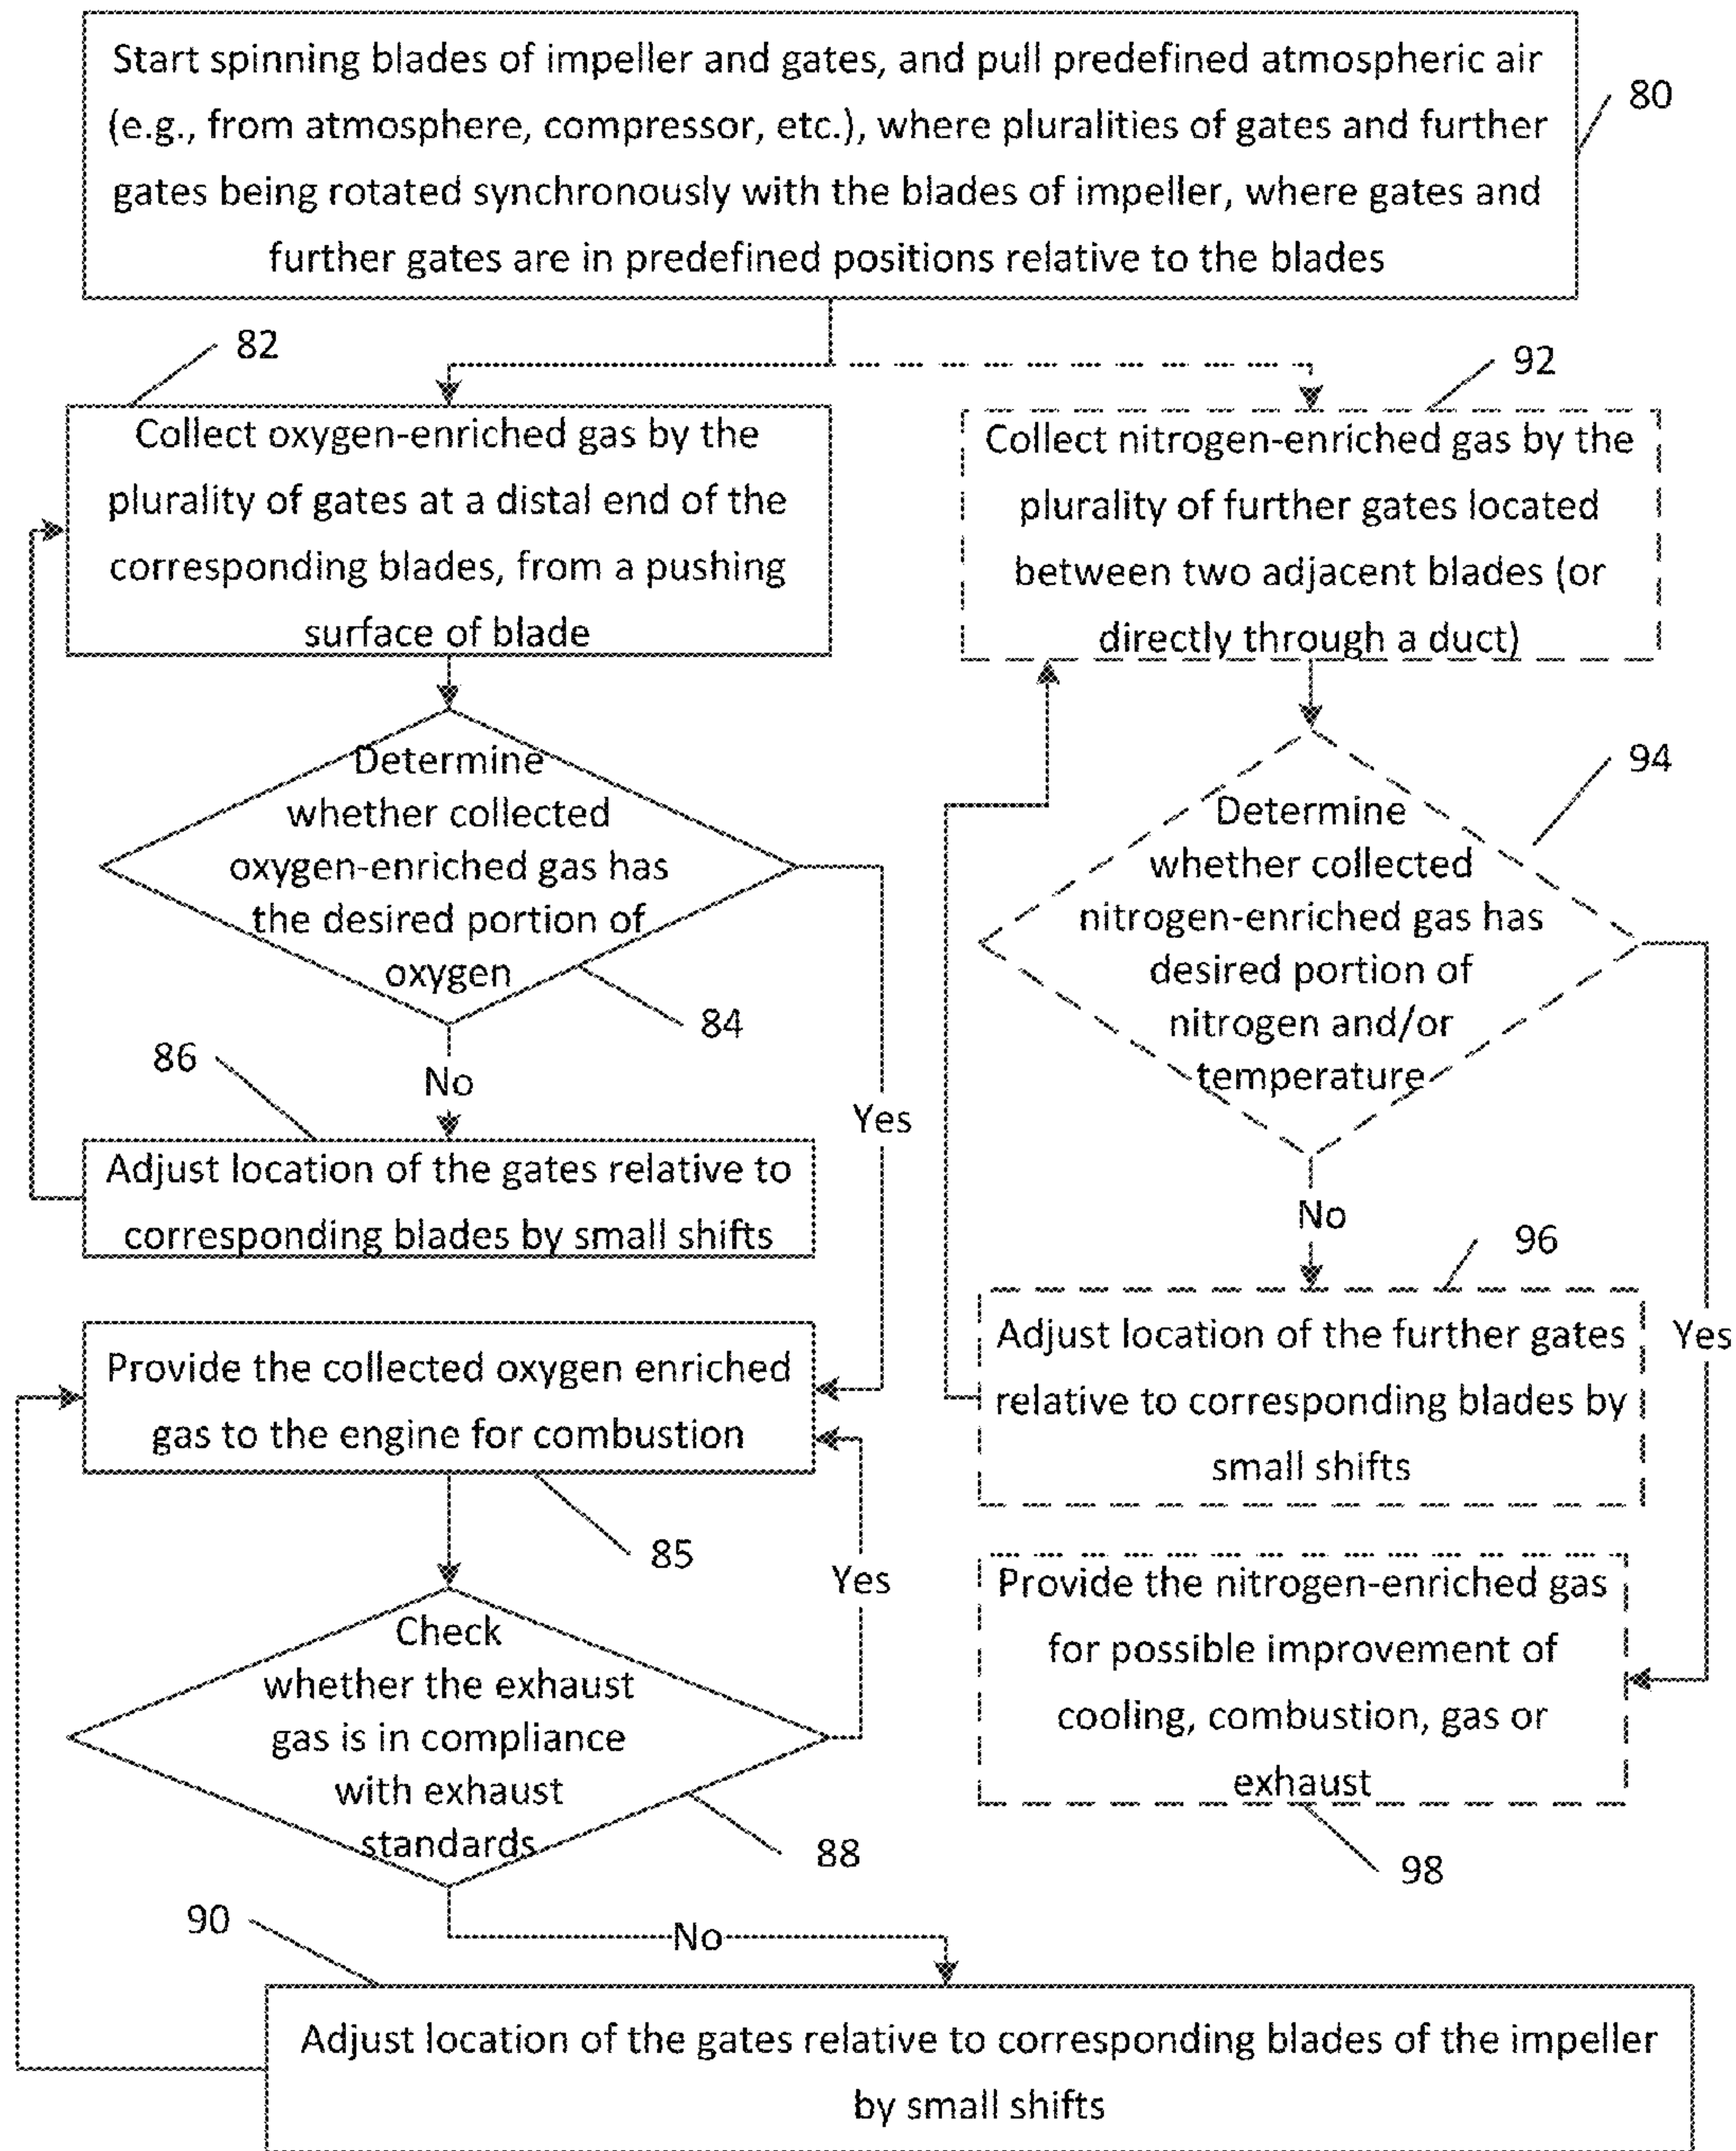 Start spinning blades of impeller and gates, and pull predefined atmospheric air
(e.g., from atmosphere, compressor, etc.), where pluralities of gates and further
gates being rotated synchronously with the blades of impeller, where gates and
further gates are in predefined positions relative to the blades
80
82
Collect oxygen-enriched gas by the
plurality of gates at a distal end of the
corresponding blades, from a pushing
surface of blade
92
Collect nitrogen-enriched gas by the
plurality of further gates located
between two adjacent blades (or
directly through a duct)
Determine
whether collected
oxygen-enriched gas has
the desired portion of
oxygen
84
Yes
No
86
Adjust location of the gates relative to
corresponding blades by small shifts
Determine
whether collected
nitrogen-enriched gas has
desired portion of
nitrogen and/or
temperature
94
No
96
Yes
Adjust location of the further gates
relative to corresponding blades by
small shifts
Provide the collected oxygen enriched
gas to the engine for combustion
85
Yes
Provide the nitrogen-enriched gas
for possible improvement of
cooling, combustion, gas or
exhaust
98
Check
whether the exhaust
gas is in compliance
with exhaust
standards
88
90
No
Adjust location of the gates relative to corresponding blades of the impeller
by small shifts